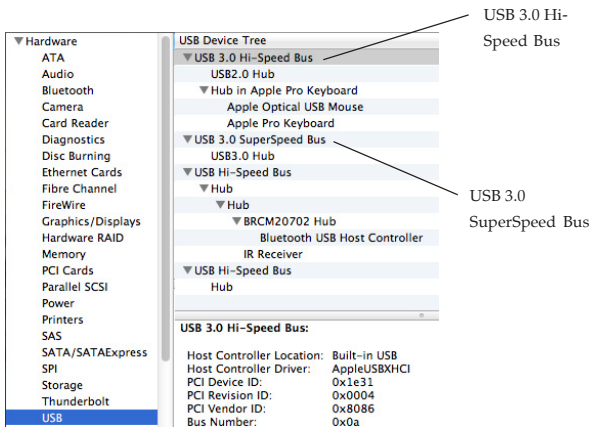 USB 3.0 Hi-
Speed Bus
Hardware
ATA
Audio
Bluetooth
Camera
Card Reader
Diagnostics
Disc Burning
Ethernet Cards
Fibre Channel
FireWire
Graphics/Displays
Hardware RAID
Memory
PCI Cards
Parallel SCSI
Power
Printers
SAS
SATA/SATAExpress
SPI
Storage
Thunderbolt
USB
USB Device Tree
USB 3.0 Hi-Speed Bus
USB2.0 Hub
Hub in Apple Pro Keyboard
Apple Optical USB Mouse
Apple Pro Keyboard
USB 3.0 SuperSpeed Bus
USB3.0 Hub
USB Hi-Speed Bus
Hub
Hub
BRCM20702 Hub
Bluetooth USB Host Controller
IR Receiver
USB Hi-Speed Bus
Hub
USB 3.0 Hi-Speed Bus:
Host Controller Location: Built-in USB
Host Controller Driver: AppleUSBXHCI
PCI Device ID: 0x1e31
PCI Revision ID: 0x0004
PCI Vendor ID: 0x8086
Bus Number: 0x0a
USB 3.0
SuperSpeed Bus